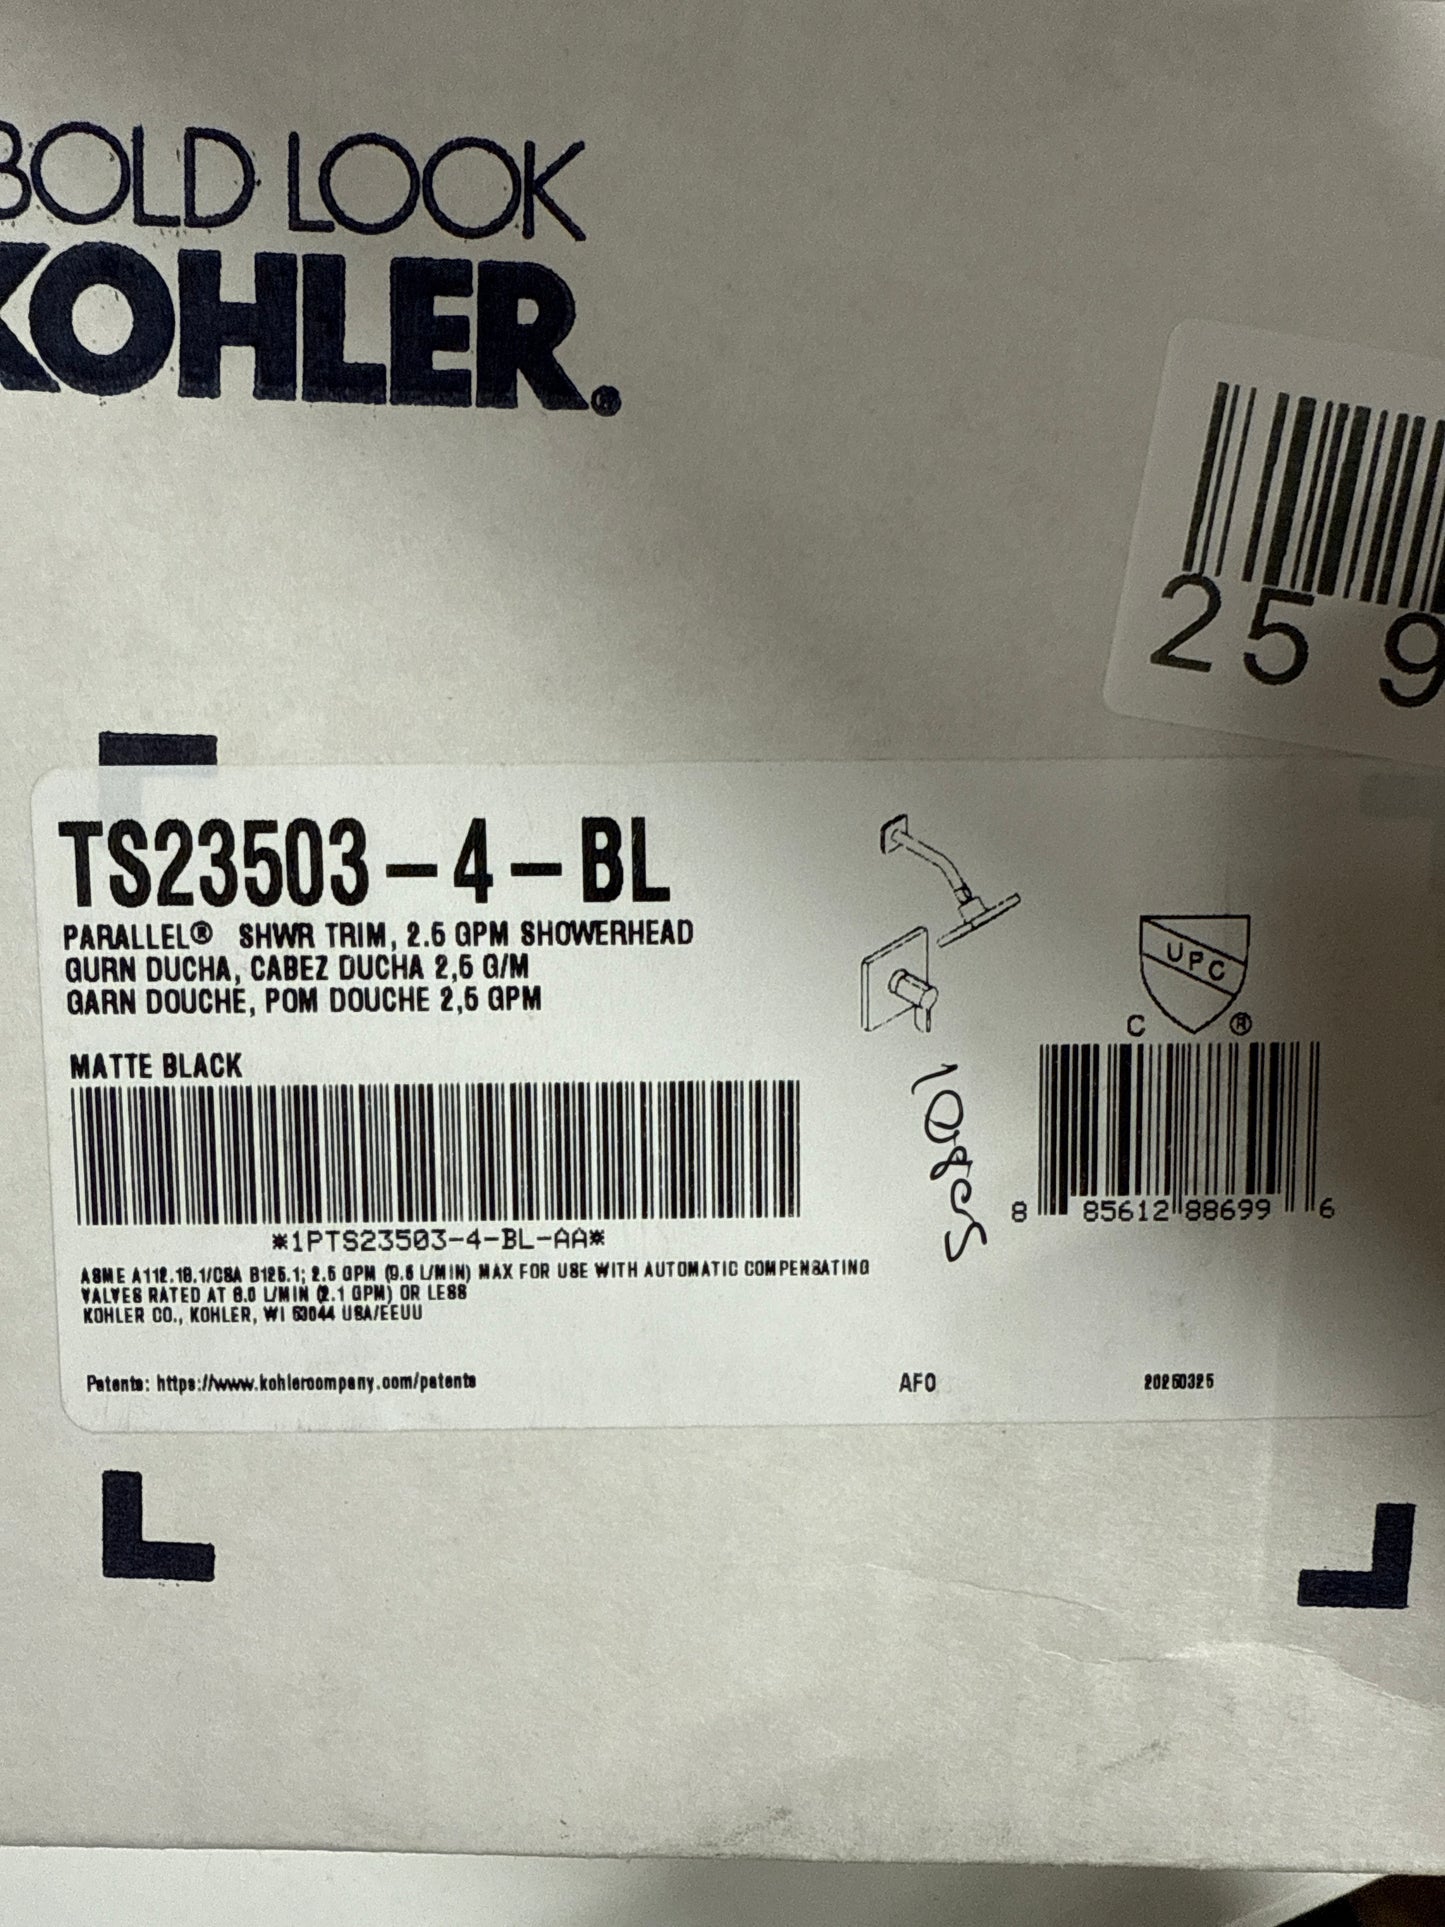 BOLD LOOK
KOHLER®
25 9
TS23503-4-BL
PARALLEL® SHWR TRIM, 2.5 GPM SHOWERHEAD
GURN DUCHA, CABEZ DUCHA 2,5 G/M
GARN DOUCHE, POM DOUCHE 2,5 GPM
MATTE BLACK
*1PTS23503-4-BL-AA*
ASME A112.18.1/CSA B125.1; 2.5 GPM (9.5 L/MIN) MAX FOR USE WITH AUTOMATIC COMPENSATING
VALVES RATED AT 8.0 L/MIN (2.1 GPM) OR LESS
KOHLER CO., KOHLER, WI 53044 USA/EEUU
Patents: https://www.kohlercompany.com/patents
AF0
20250325
UPC
C ®
8 85612 88699 6